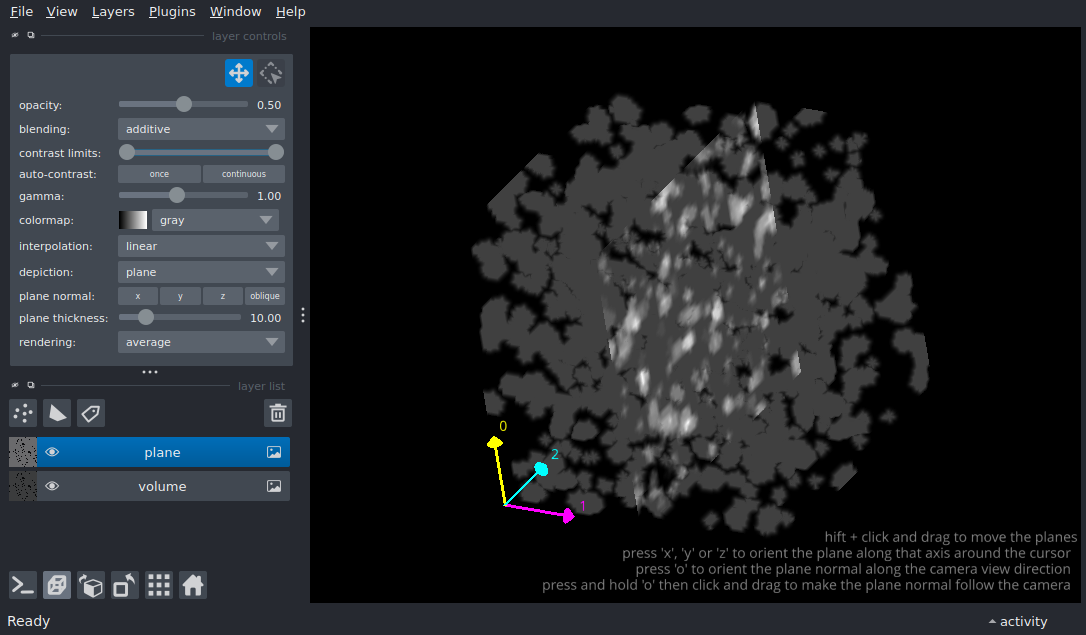 File View Layers Plugins Window Help
layer controls
opacity: 0.50
blending: additive
contrast limits:
auto-contrast: once continuous
gamma: 1.00
colormap: gray
interpolation: linear
depiction: plane
plane normal: x y z oblique
plane thickness: 10.00
rendering: average
layer list
plane
volume
0
2
1
hift + click and drag to move the planes
press 'x', 'y' or 'z' to orient the plane along that axis around the cursor
press 'o' to orient the plane normal along the camera view direction
press and hold 'o' then click and drag to make the plane normal follow the camera
Ready activity